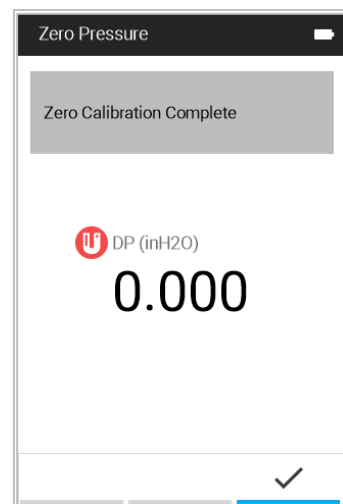 Zero Pressure
Zero Calibration Complete
DP (inH2O)
0.000